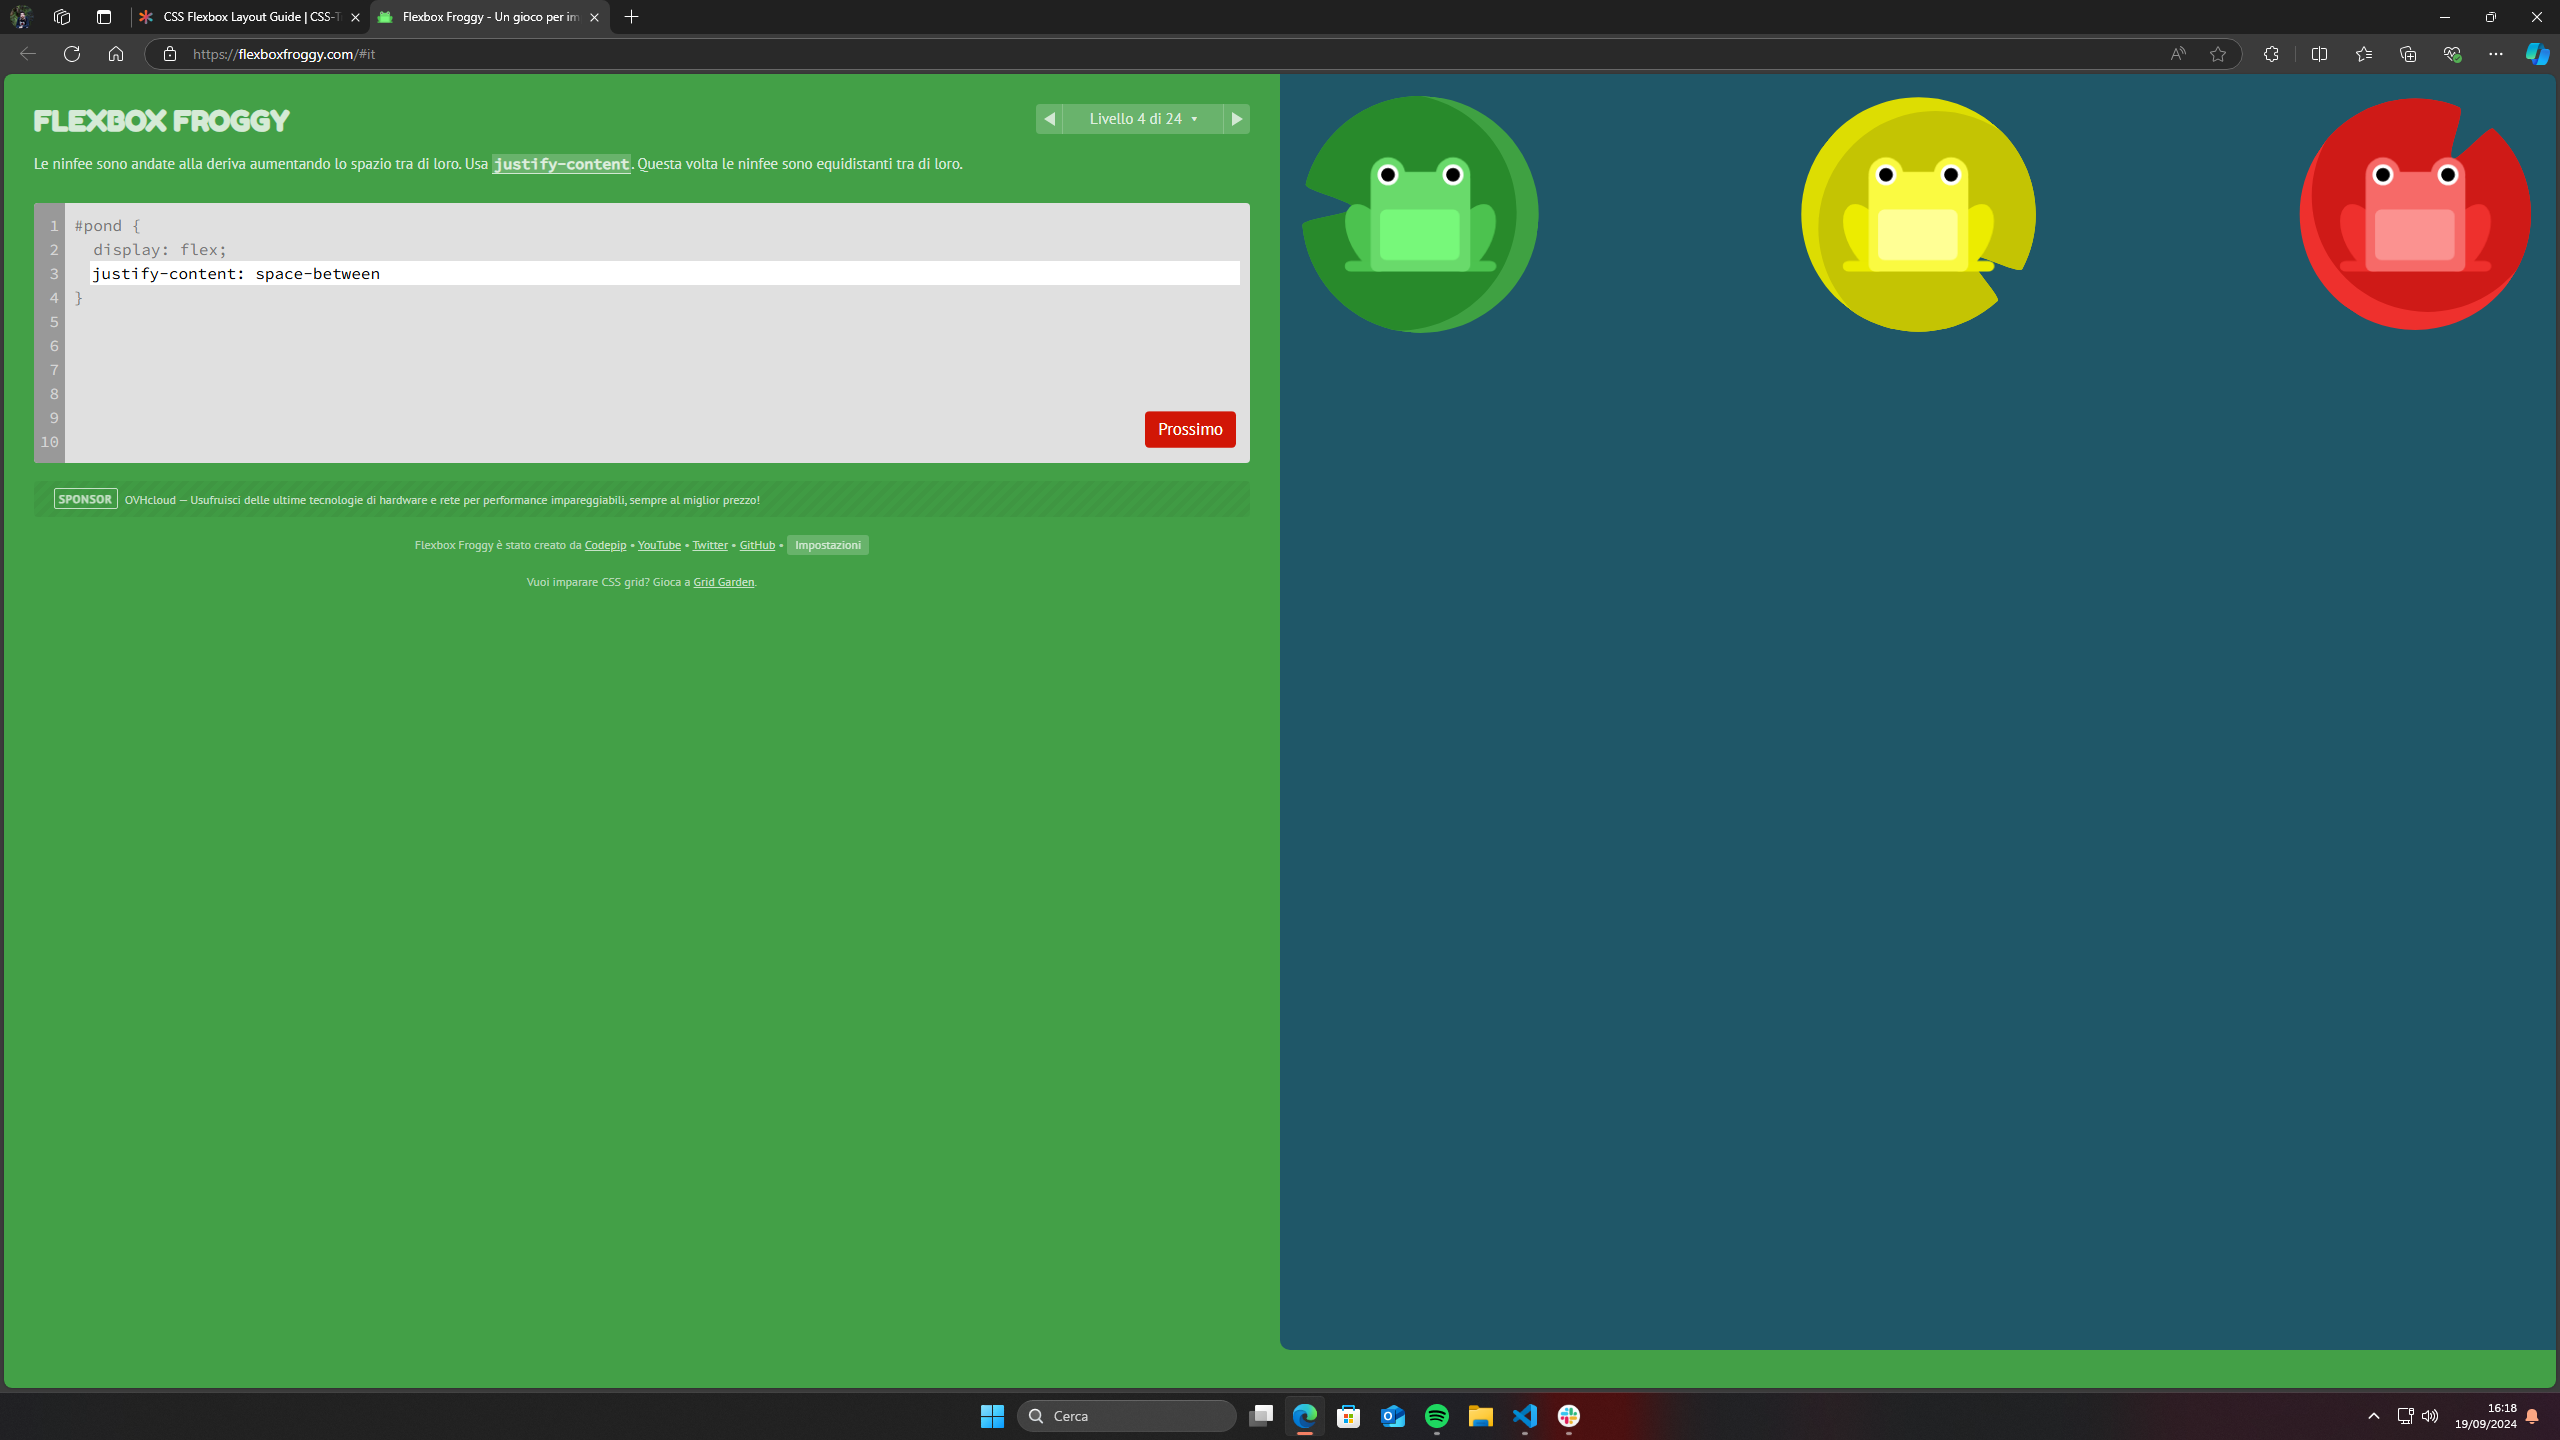 CSS Flexbox Layout Guide | CSS-T
Flexbox Froggy - Un gioco per im
https://flexboxfroggy.com/#it
FLEXBOX FROGGY
Livello 4 di 24
Le ninfee sono andate alla deriva aumentando lo spazio tra di loro. Usa justify-content. Questa volta le ninfee sono equidistanti tra di loro.
1 #pond {
2 display: flex;
3 justify-content: space-between
4 }
5
6
7
8
9
10
Prossimo
SPONSOR OVHcloud — Usufruisci delle ultime tecnologie di hardware e rete per performance impareggiabili, sempre al miglior prezzo!
Flexbox Froggy è stato creato da Codepip • YouTube • Twitter • GitHub • Impostazioni
Vuoi imparare CSS grid? Gioca a Grid Garden.
Cerca
16:18
19/09/2024